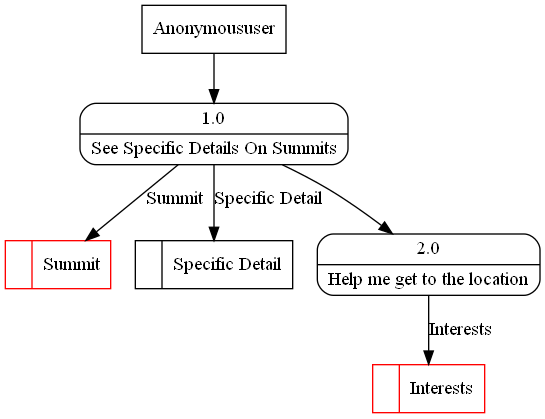 Anonymoususer
1.0
See Specific Details On Summits
Summit
Specific Detail
Summit
Specific Detail
2.0
Help me get to the location
Interests
Interests